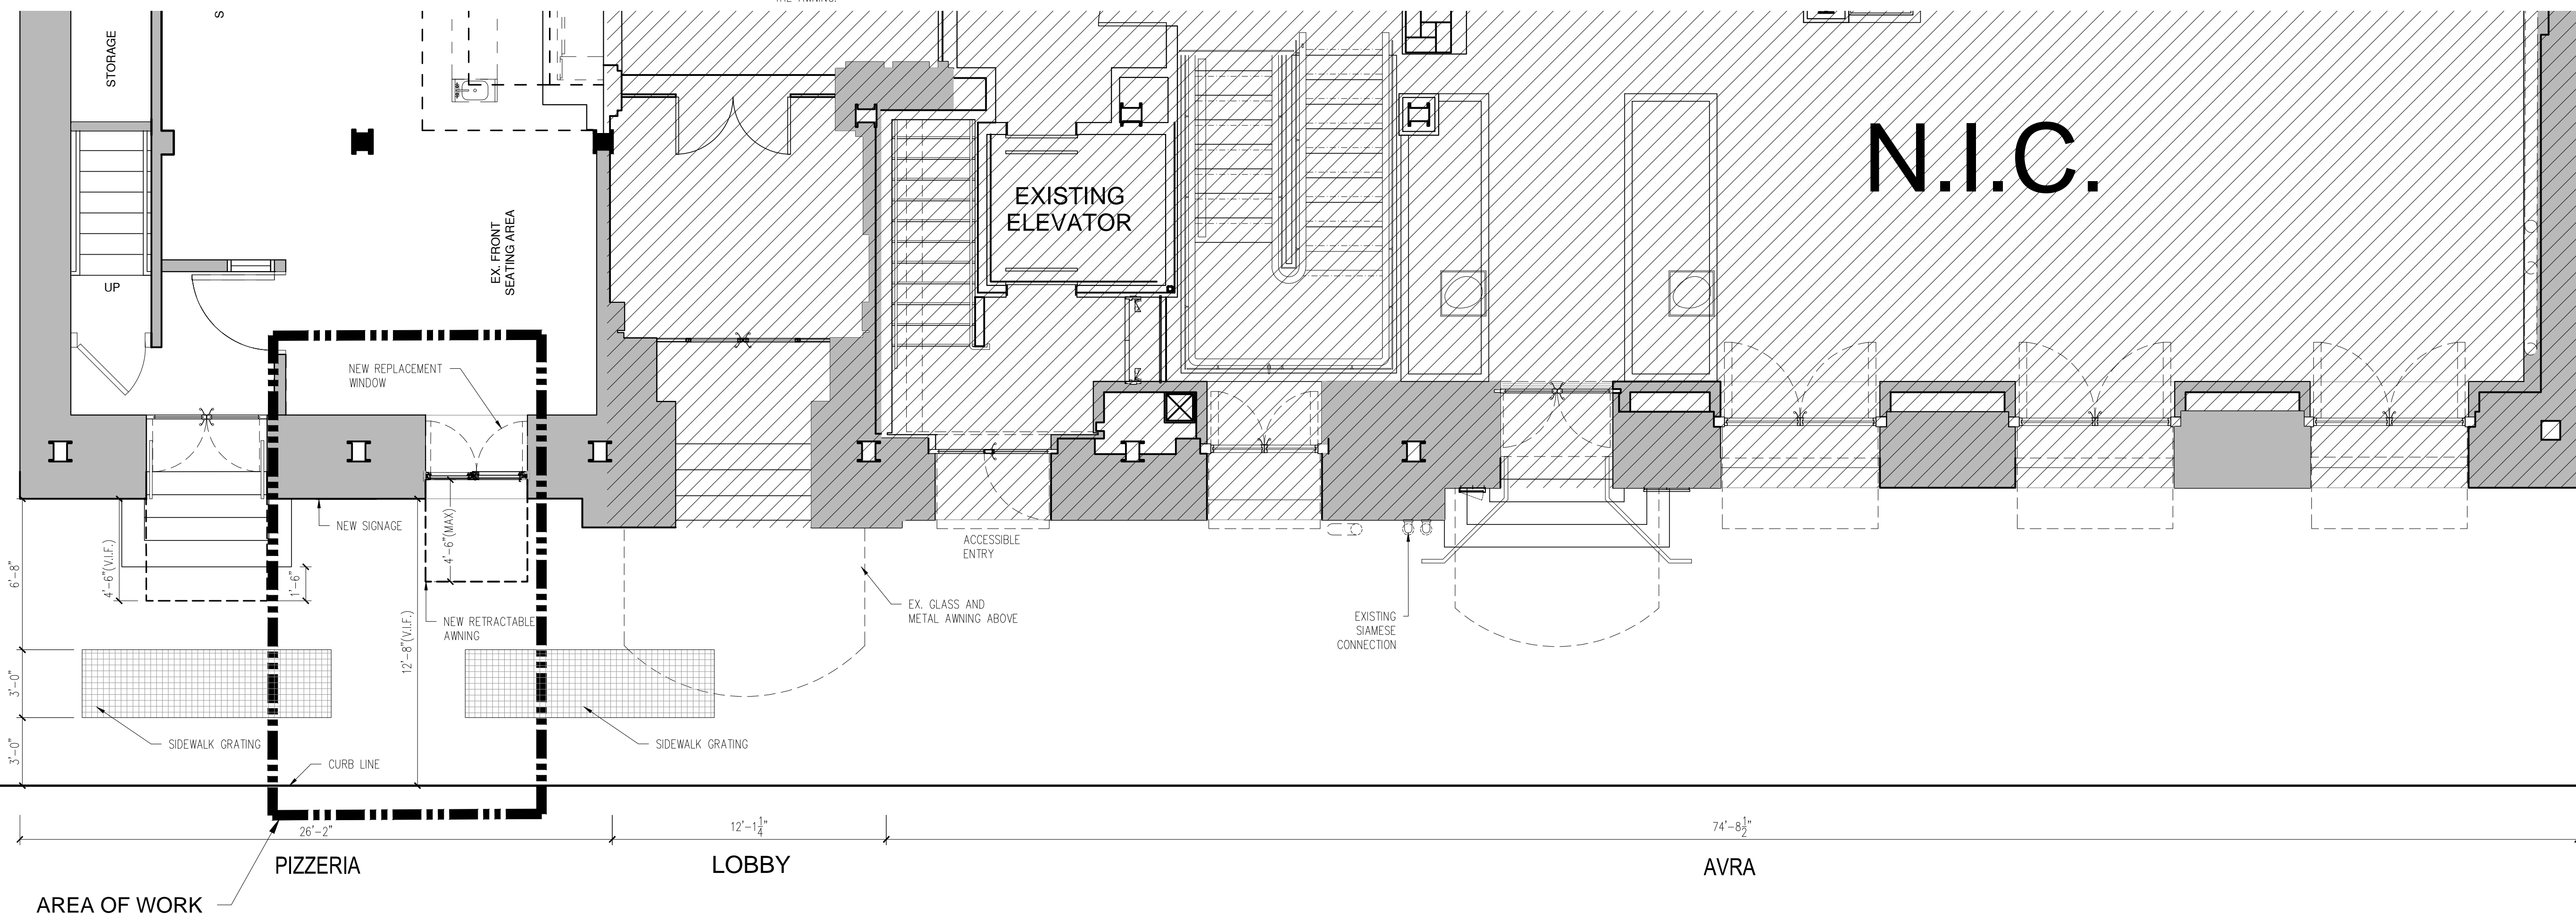 STORAGE
UP
EX. FRONT
SEATING AREA
EXISTING
ELEVATOR
N.I.C.
NEW REPLACEMENT
WINDOW
NEW SIGNAGE
4'-6"(MAX)
4'-6"(V.I.F.)
1'-6"
6'-8"
3'-0"
3'-0"
12'-8"(V.I.F.)
NEW RETRACTABLE
AWNING
ACCESSIBLE
ENTRY
EX. GLASS AND
METAL AWNING ABOVE
EXISTING
SIAMESE
CONNECTION
SIDEWALK GRATING
SIDEWALK GRATING
CURB LINE
26'-2"
12'-1 1/4"
74'-8 1/2"
PIZZERIA
LOBBY
AVRA
AREA OF WORK